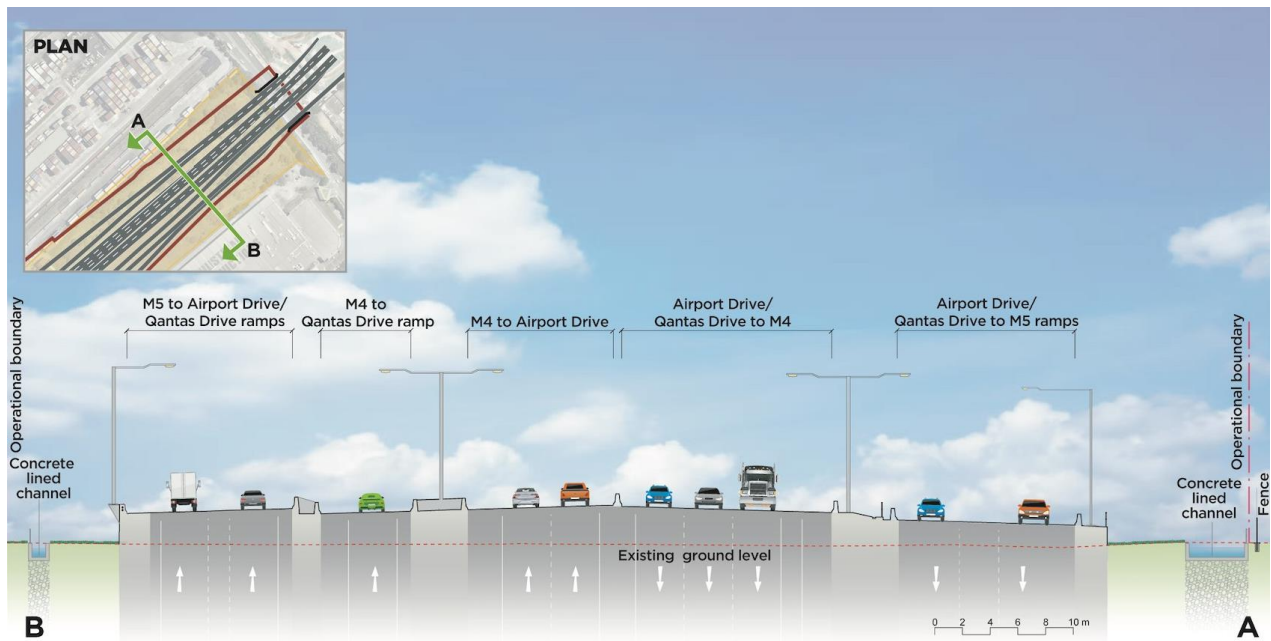 PLAN
A
B
M5 to Airport Drive/
Qantas Drive ramps
M4 to
Qantas Drive ramp
M4 to Airport Drive
Airport Drive/
Qantas Drive to M4
Airport Drive/
Qantas Drive to M5 ramps
Operational boundary
Operational boundary
Concrete
lined
channel
Concrete
lined
channel
Fence
Existing ground level
0 2 4 6 8 10 m
B
A